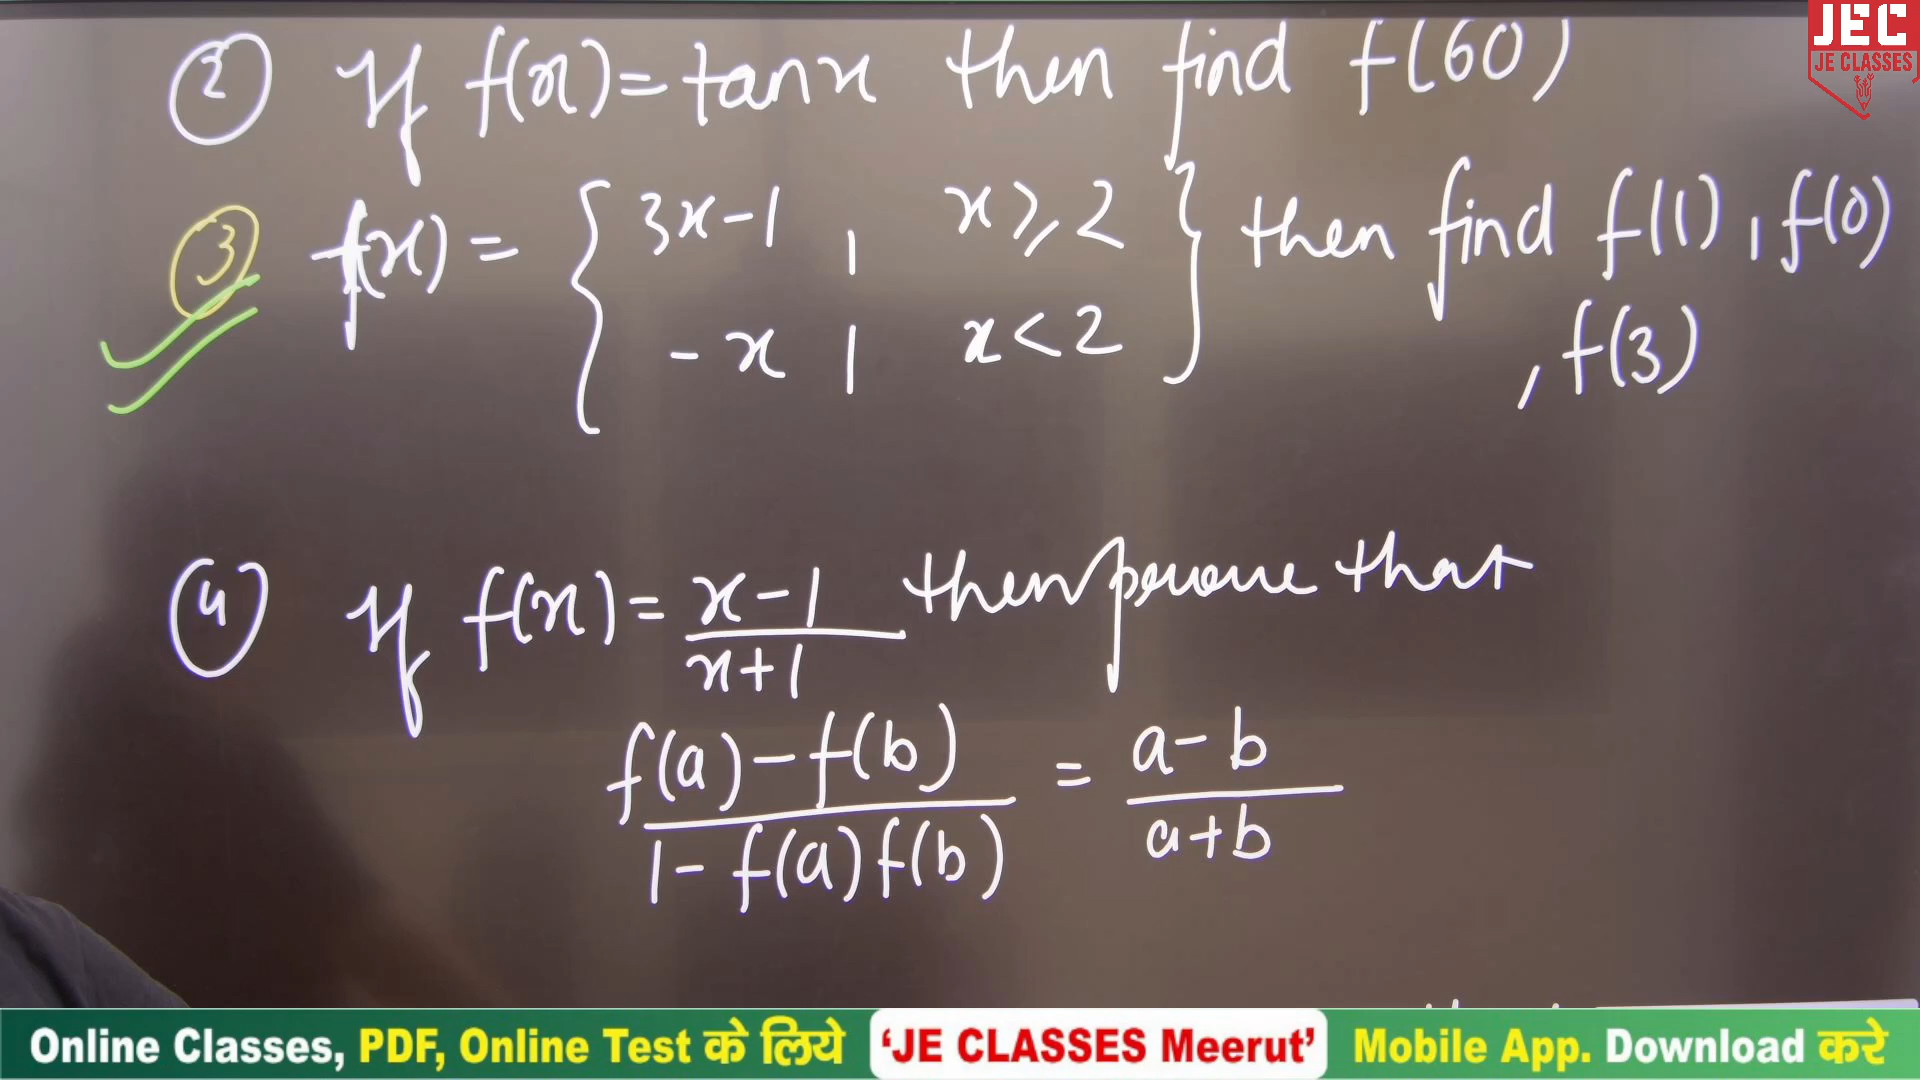 JEC
JE CLASSES
② If f(x)=tanx then find f(60)
③ f(x) = { 3x-1 , x≥2 } then find f(1), f(0)
-x , x<2 , f(3)
④ If f(x) = x-1 / x+1 then prove that
f(a)-f(b) / 1-f(a)f(b) = a-b / a+b
Online Classes, PDF, Online Test के लिये 'JE CLASSES Meerut' Mobile App. Download करे